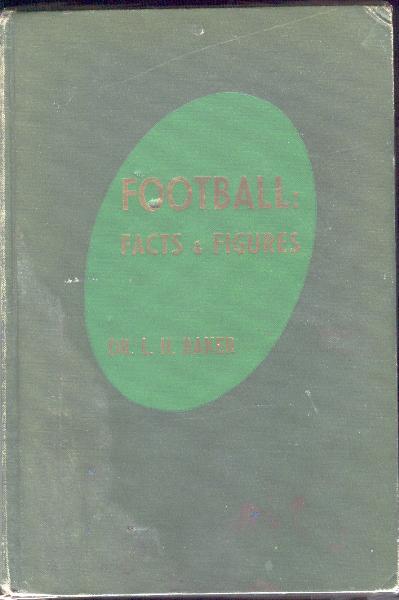 FOOTBALL:
FACTS & FIGURES
DR. L. H. BAKER